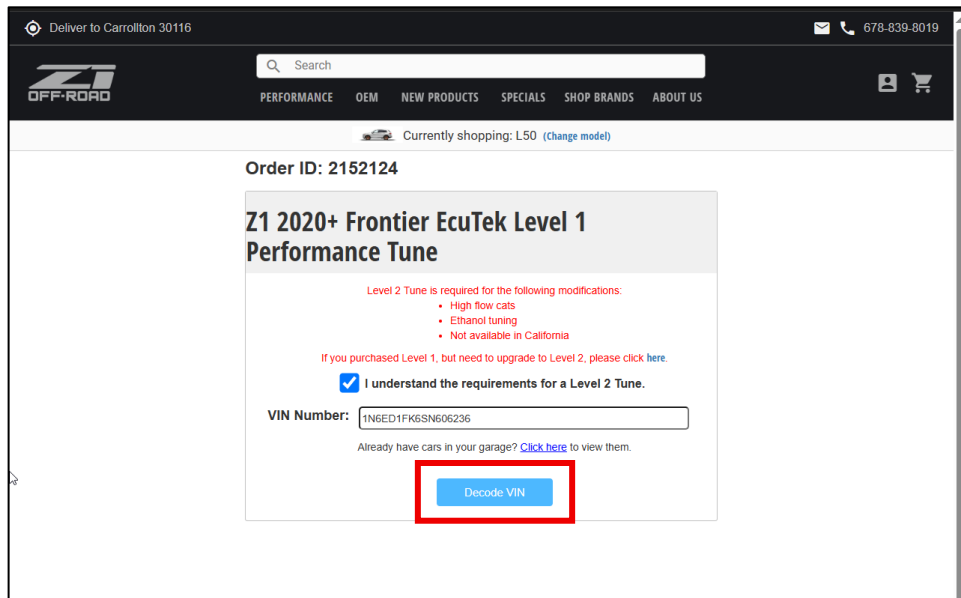 Deliver to Carrollton 30116
678-839-8019
Z1
OFF-ROAD
Search
PERFORMANCE OEM NEW PRODUCTS SPECIALS SHOP BRANDS ABOUT US
Currently shopping: L50 (Change model)
Order ID: 2152124
Z1 2020+ Frontier EcuTek Level 1
Performance Tune
Level 2 Tune is required for the following modifications:
• High flow cats
• Ethanol tuning
• Not available in California
If you purchased Level 1, but need to upgrade to Level 2, please click here.
I understand the requirements for a Level 2 Tune.
VIN Number: 1N6ED1FK6SN606236
Already have cars in your garage? Click here to view them.
Decode VIN